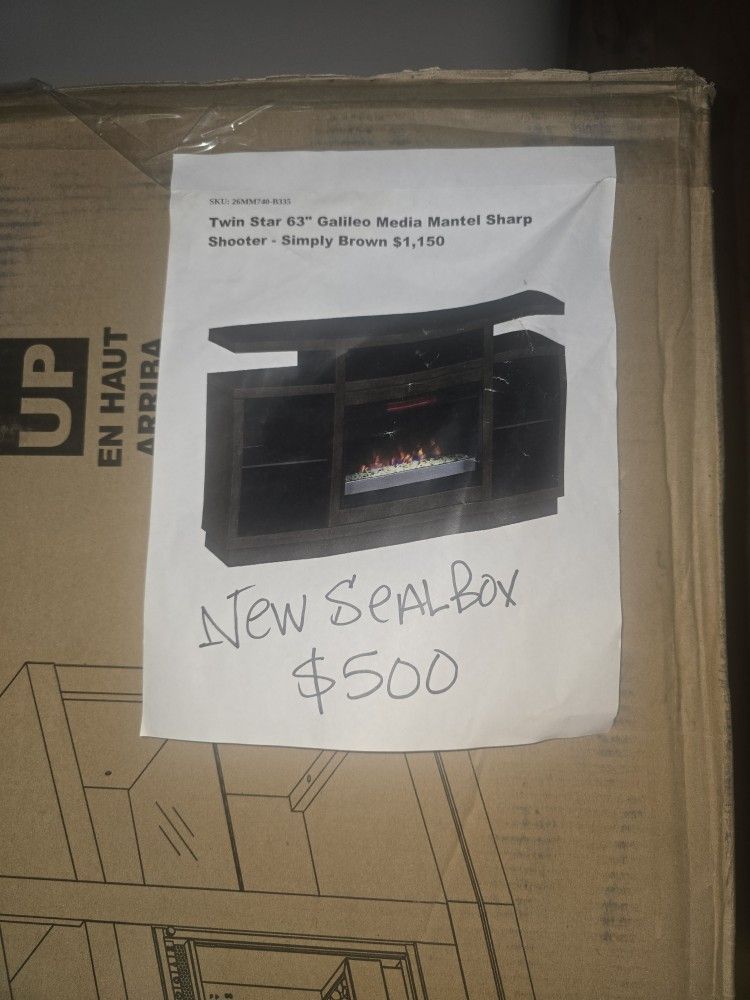 SKU: 26MM740-B335
Twin Star 63" Galileo Media Mantel Sharp
Shooter - Simply Brown $1,150
New SeALBox
$500
UP
EN HAUT
ARRIBA